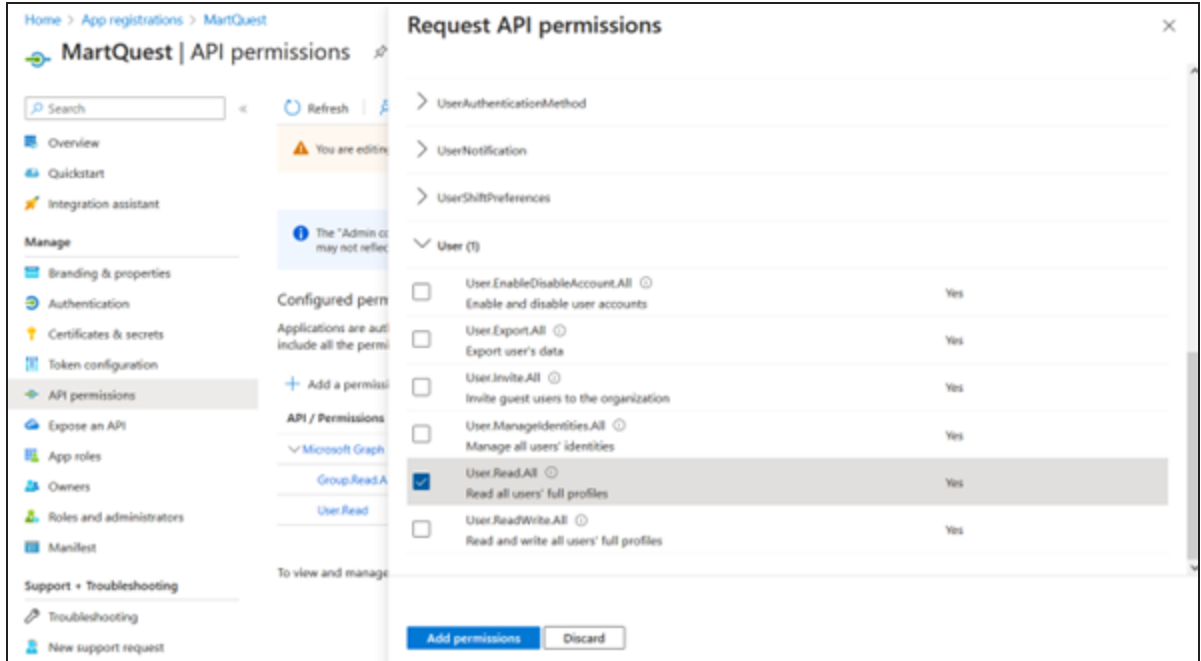 Home > App registrations > MartQuest
MartQuest | API permissions
Search
«
Refresh
Overview
Quickstart
Integration assistant
Manage
Branding & properties
Authentication
Certificates & secrets
Token configuration
API permissions
Expose an API
App roles
Owners
Roles and administrators
Manifest
Support + Troubleshooting
Troubleshooting
New support request
You are editing
The "Admin co
may not reflec
Configured perm
Applications are aut
include all the permi
+ Add a permissi
API / Permissions
Microsoft Graph
Group.Read.A
User.Read
To view and manage
Request API permissions
UserAuthenticationMethod
UserNotification
UserShiftPreferences
User (1)
User.EnableDisableAccount.All
Enable and disable user accounts
Yes
User.Export.All
Export user's data
Yes
User.Invite.All
Invite guest users to the organization
Yes
User.ManageIdentities.All
Manage all users' identities
Yes
User.Read.All
Read all users' full profiles
Yes
User.ReadWrite.All
Read and write all users' full profiles
Yes
Add permissions
Discard